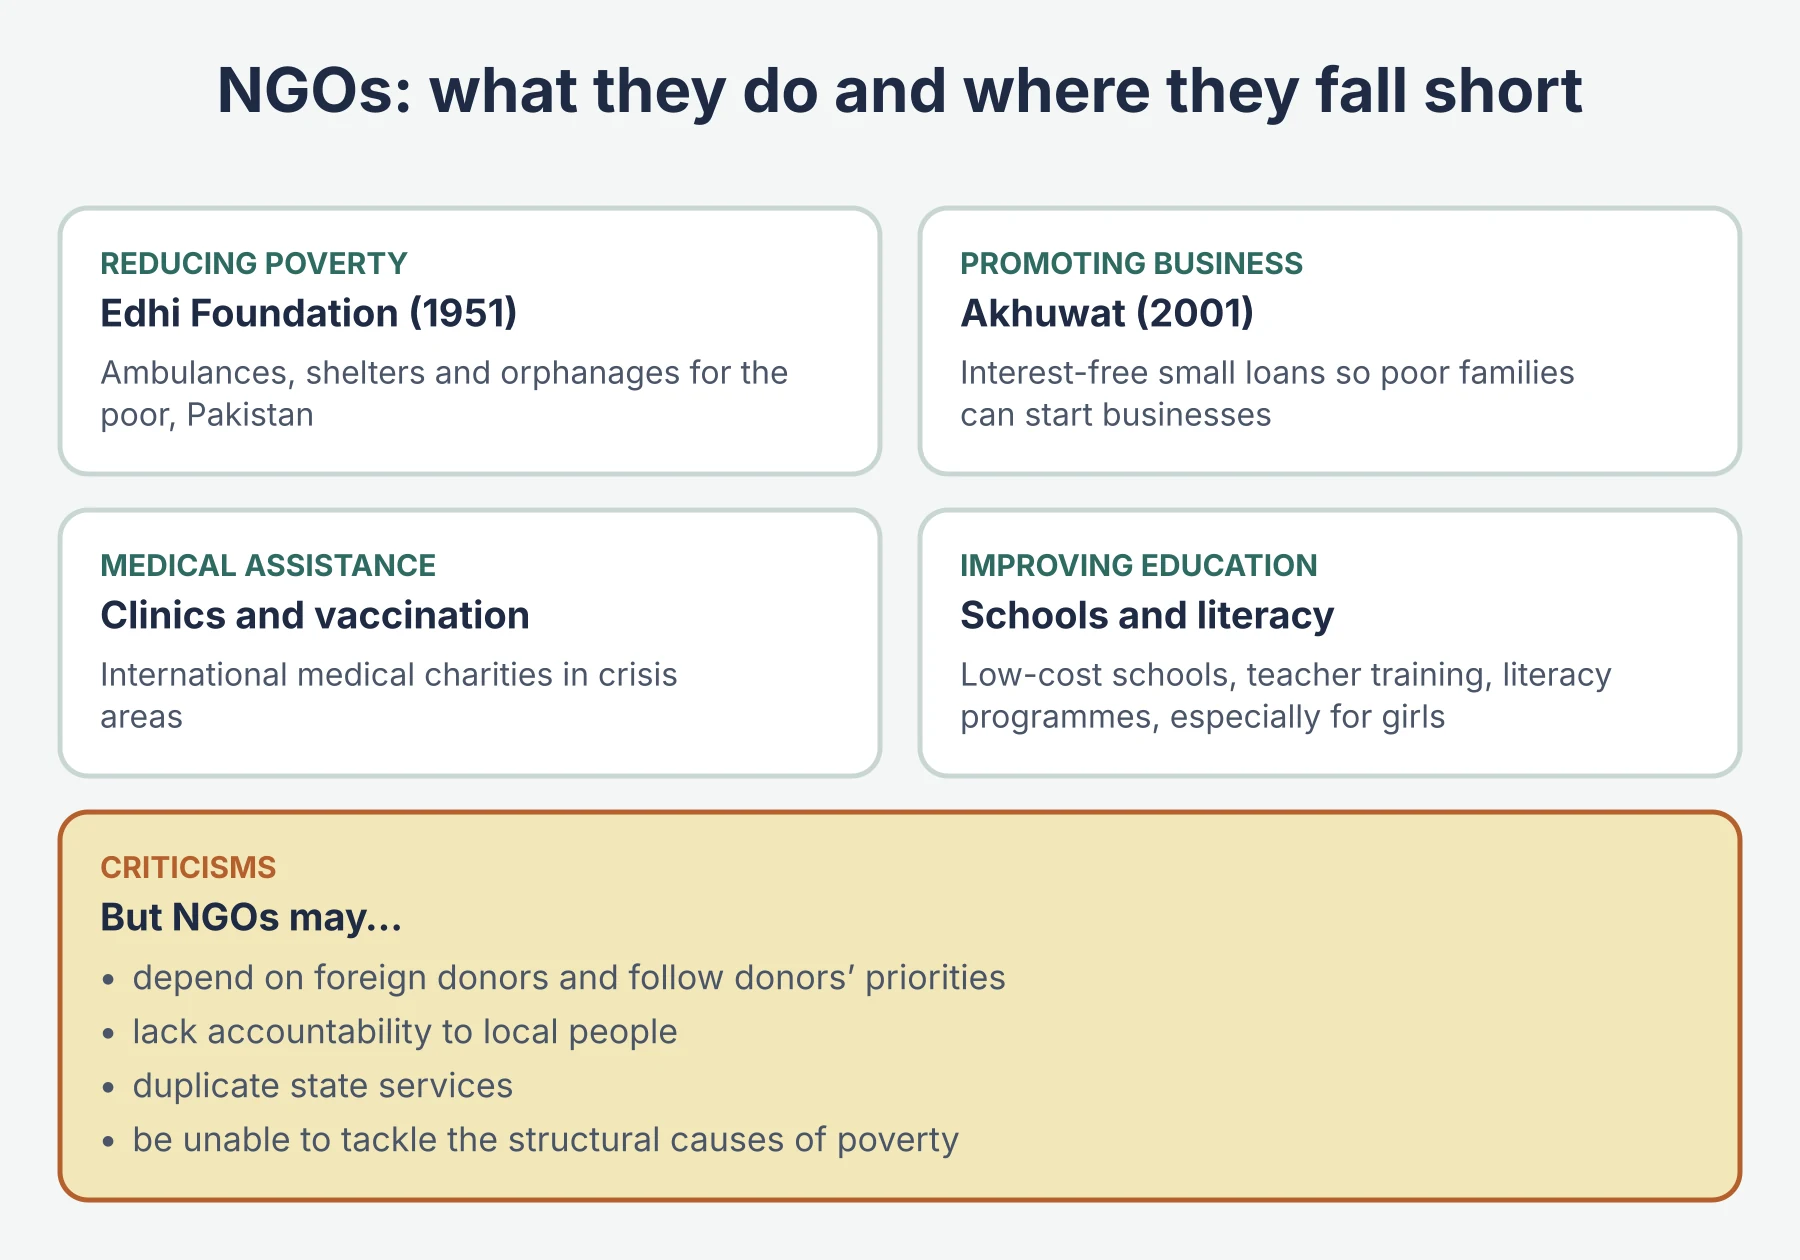 NGOs: what they do and where they fall short
REDUCING POVERTY
Edhi Foundation (1951)
Ambulances, shelters and orphanages for the
poor, Pakistan
PROMOTING BUSINESS
Akhuwat (2001)
Interest-free small loans so poor families
can start businesses
MEDICAL ASSISTANCE
Clinics and vaccination
International medical charities in crisis
areas
IMPROVING EDUCATION
Schools and literacy
Low-cost schools, teacher training, literacy
programmes, especially for girls
CRITICISMS
But NGOs may…
• depend on foreign donors and follow donors’ priorities
• lack accountability to local people
• duplicate state services
• be unable to tackle the structural causes of poverty